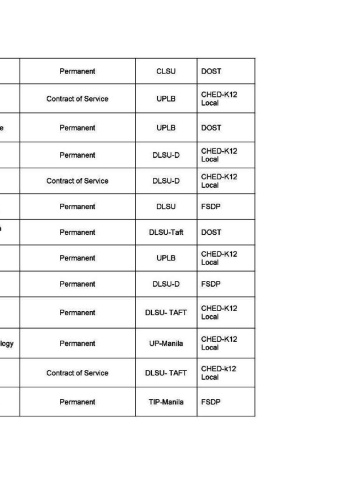 Permanent CLSU DOST
Contract of Service UPLB CHED-K12
Local
e Permanent UPLB DOST
Permanent DLSU-D CHED-K12
Local
Contract of Service DLSU-D CHED-K12
Local
Permanent DLSU FSDP
Permanent DLSU-Taft DOST
Permanent UPLB CHED-K12
Local
Permanent DLSU-D FSDP
Permanent DLSU- TAFT CHED-K12
Local
logy Permanent UP-Manila CHED-K12
Local
Contract of Service DLSU- TAFT CHED-k12
Local
Permanent TIP-Manila FSDP